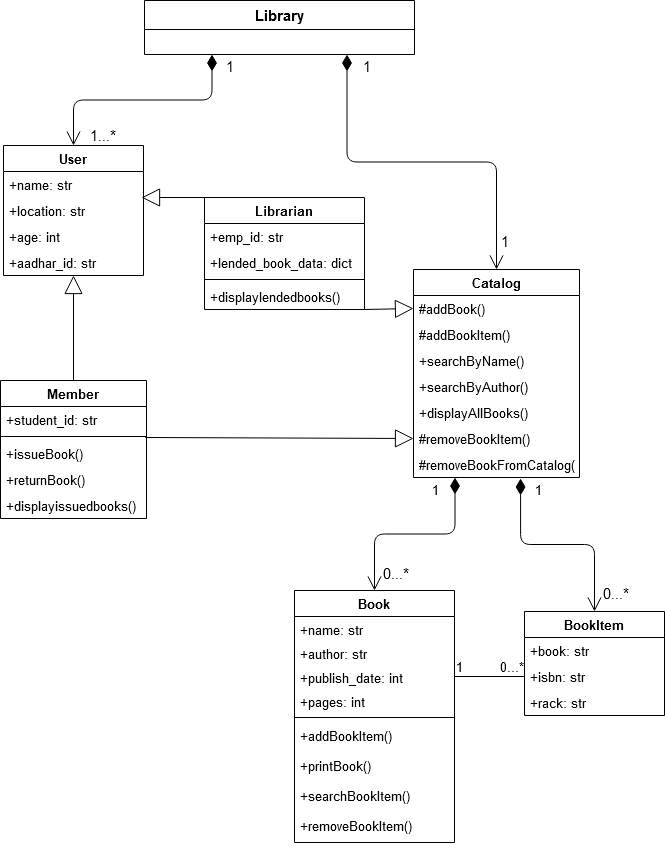 Library
1
1
1...*
User
+name: str
+location: str
+age: int
+aadhar_id: str
Librarian
+emp_id: str
+lended_book_data: dict
+displaylendedbooks()
1
Catalog
#addBook()
#addBookItem()
+searchByName()
+searchByAuthor()
+displayAllBooks()
#removeBookItem()
#removeBookFromCatalog(
Member
+student_id: str
+issueBook()
+returnBook()
+displayissuedbooks()
1
1
0...*
0...*
Book
+name: str
+author: str
+publish_date: int
+pages: int
+addBookItem()
+printBook()
+searchBookItem()
+removeBookItem()
1
0...*
BookItem
+book: str
+isbn: str
+rack: str